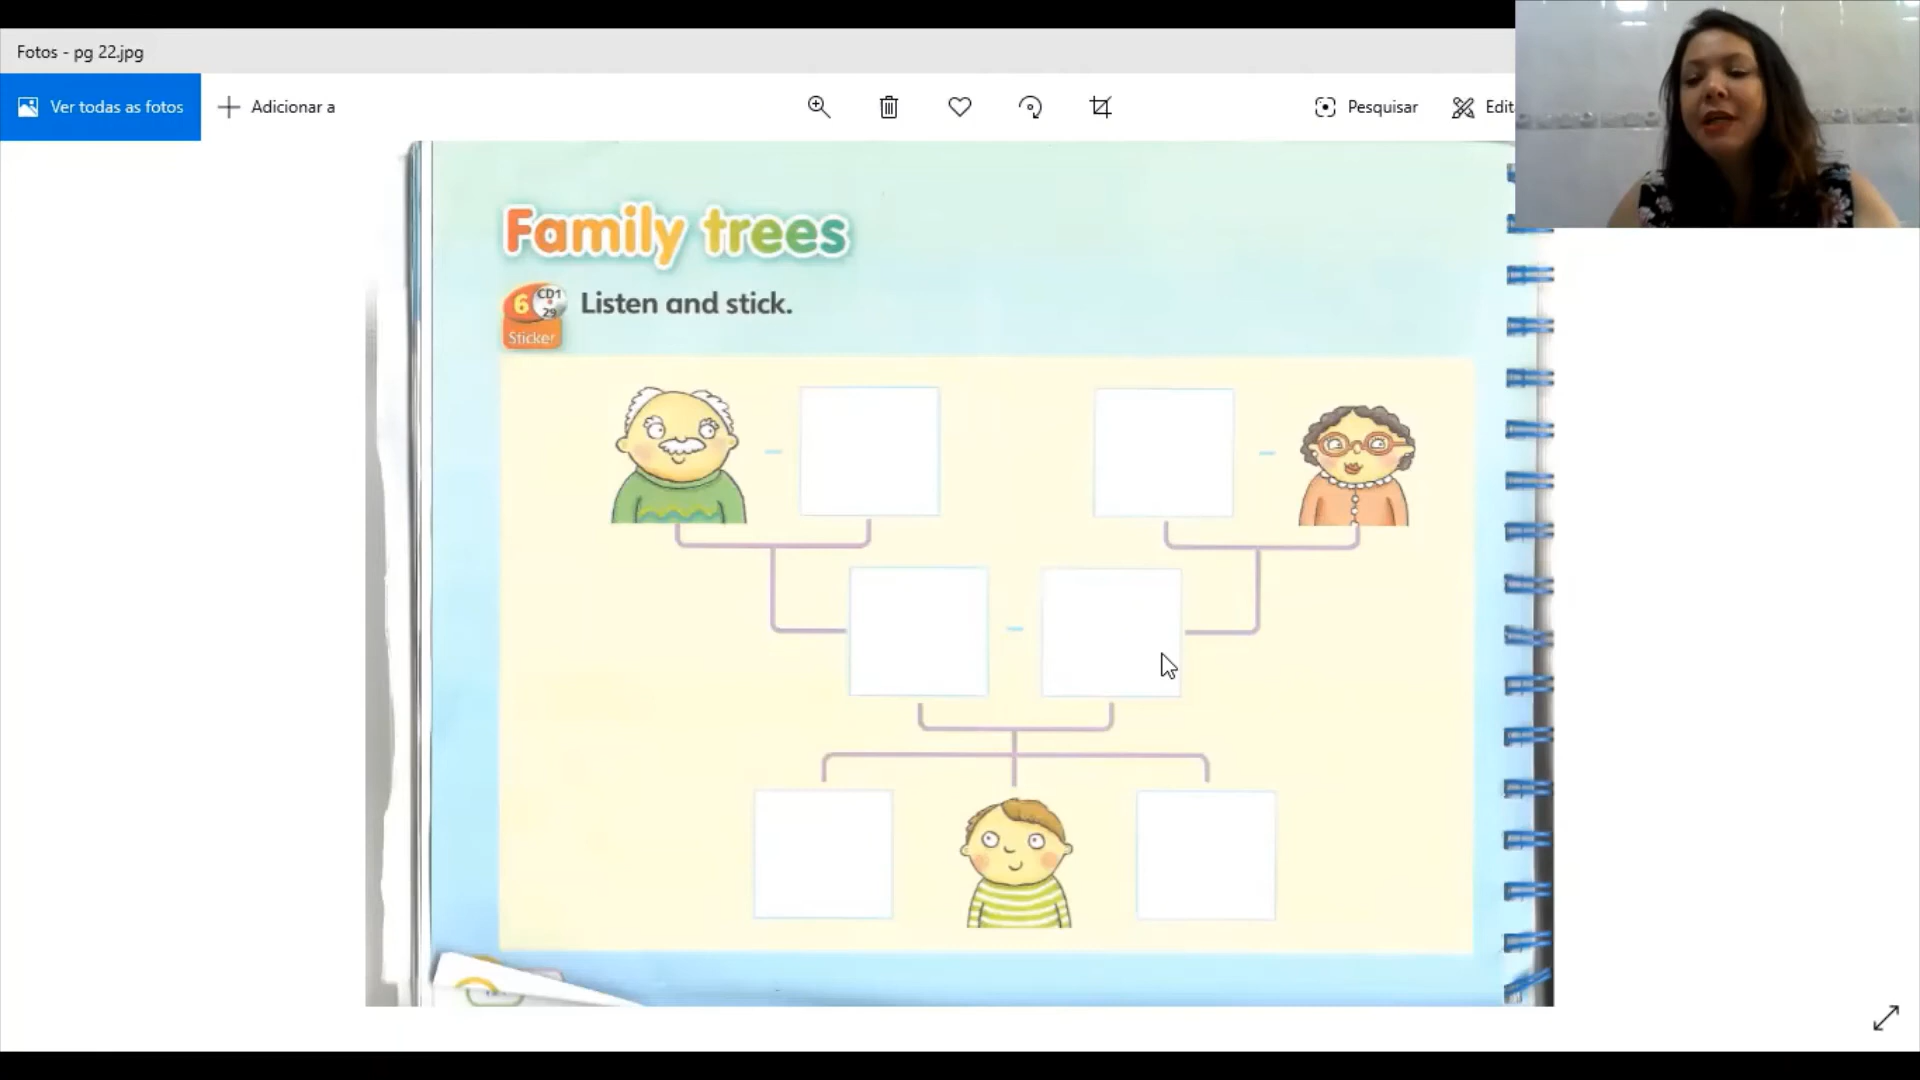 Fotos - pg 22.jpg
Ver todas as fotos
Adicionar a
Pesquisar
Edit
Family trees
6 CD1 29
Sticker
Listen and stick.